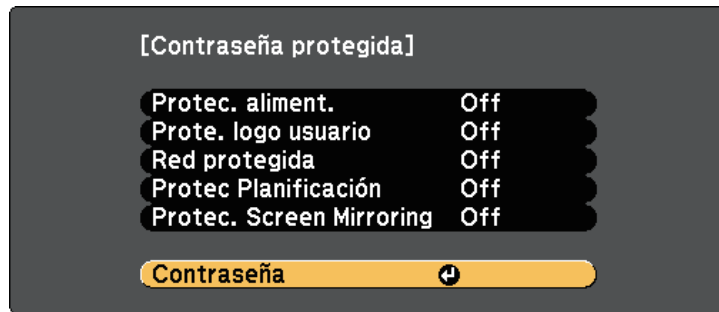 [Contraseña protegida]
Protec. aliment. Off
Prote. logo usuario Off
Red protegida Off
Protec Planificación Off
Protec. Screen Mirroring Off
Contraseña